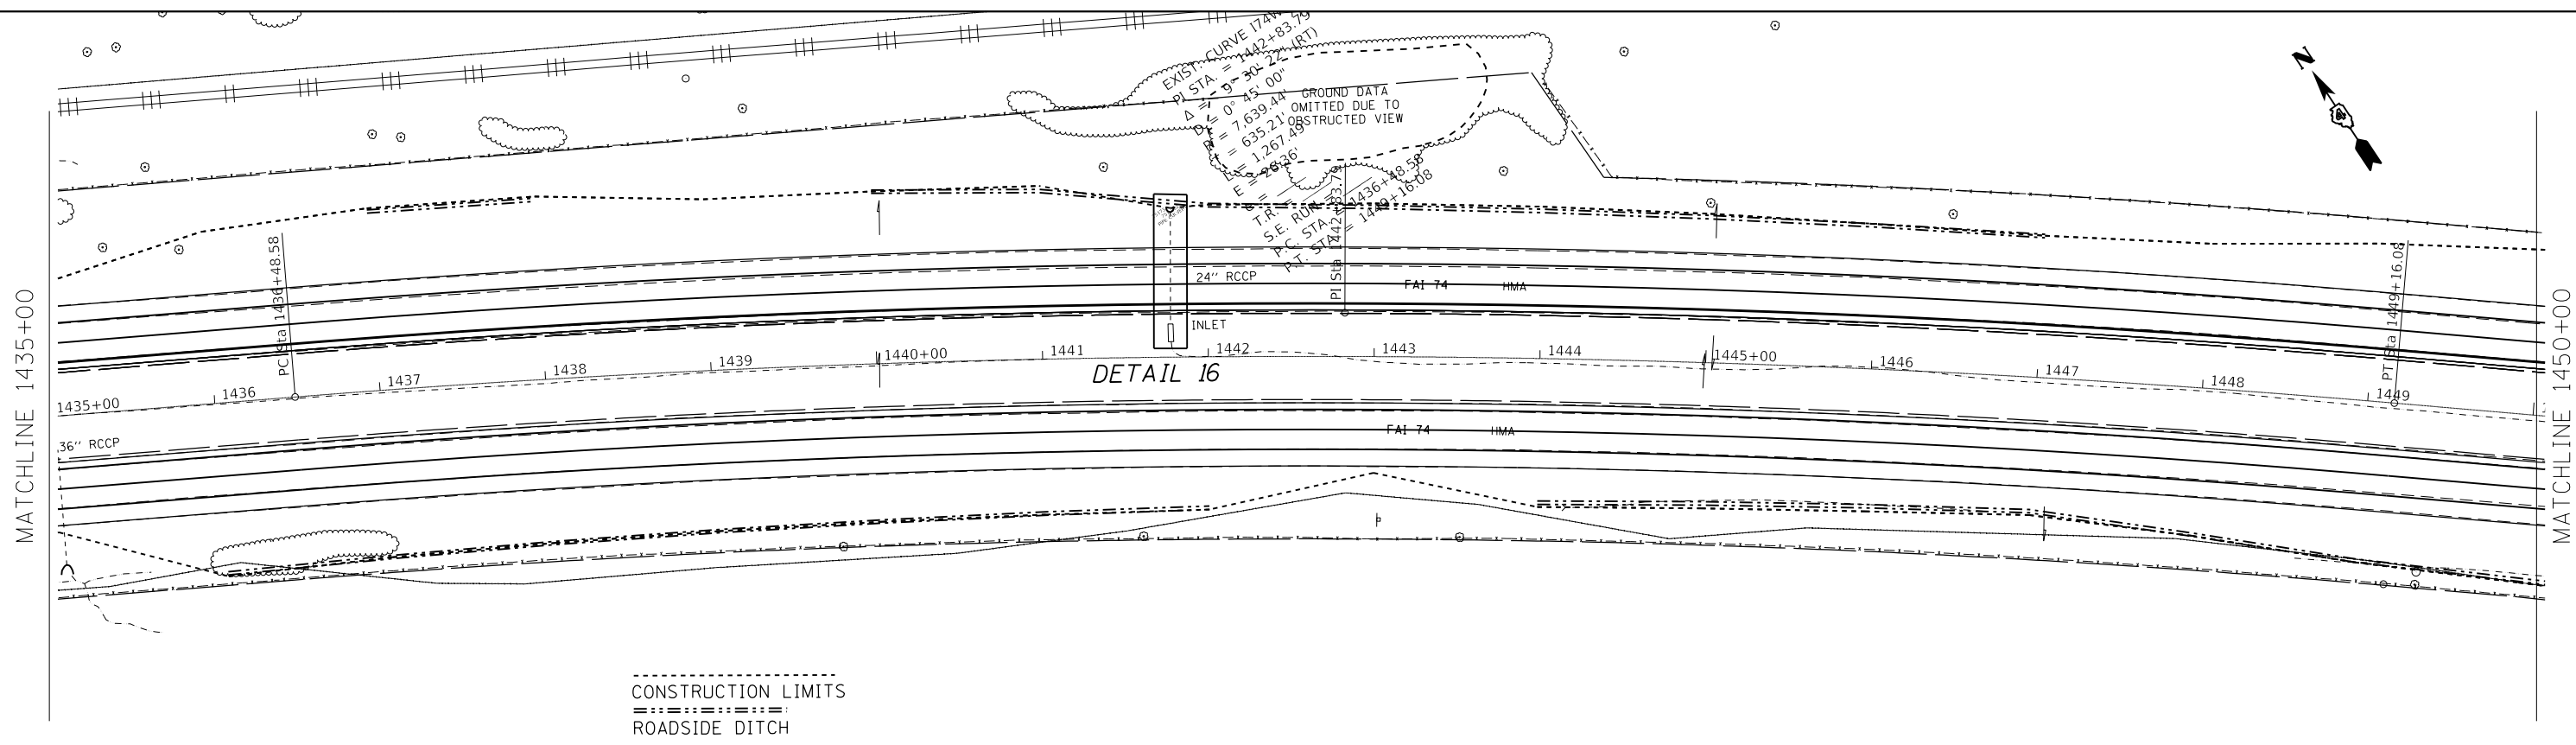 EXIST. CURVE I74W
PI STA. = 1442+83.79
Δ = 9° 30' 22" (RT)
D = 0° 45' 00"
R = 7,639.44'
T = 635.21'
L = 1,267.49'
E = 26.36'
e =
T.R. =
S.E. RUN =
P.C. STA. = 1436+48.58
P.T. STA. = 1449+16.08
GROUND DATA
OMITTED DUE TO
OBSTRUCTED VIEW
N
MATCHLINE 1435+00
PC Sta 1436+48.58
PI Sta 1442+83.79
PT Sta 1449+16.08
MATCHLINE 1450+00
24" RCCP
FAI 74
HMA
INLET
1435+00
1436
1437
1438
1439
1440+00
1441
1442
1443
1444
1445+00
1446
1447
1448
1449
DETAIL 16
36" RCCP
FAI 74
HMA
CONSTRUCTION LIMITS
ROADSIDE DITCH